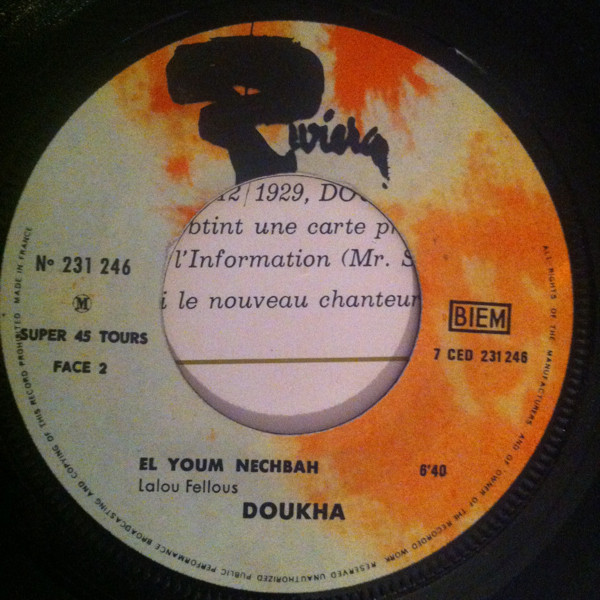 Riviera
12/1929, DO
btint une carte p
l'Information (Mr. S
i le nouveau chanteur
Nº 231 246
M
SUPER 45 TOURS
FACE 2
BIEM
7 CED 231 246
EL YOUM NECHBAH 6'40
Lalou Fellous
DOUKHA
ALL RIGHTS OF THE MANUFACTURERS AND OF OWNER OF THE RECORDED WORK RESERVED UNAUTHORIZED PUBLIC PERFORMANCE BROADCASTING AND COPYING OF THIS RECORD PROHIBITED MADE IN FRANCE